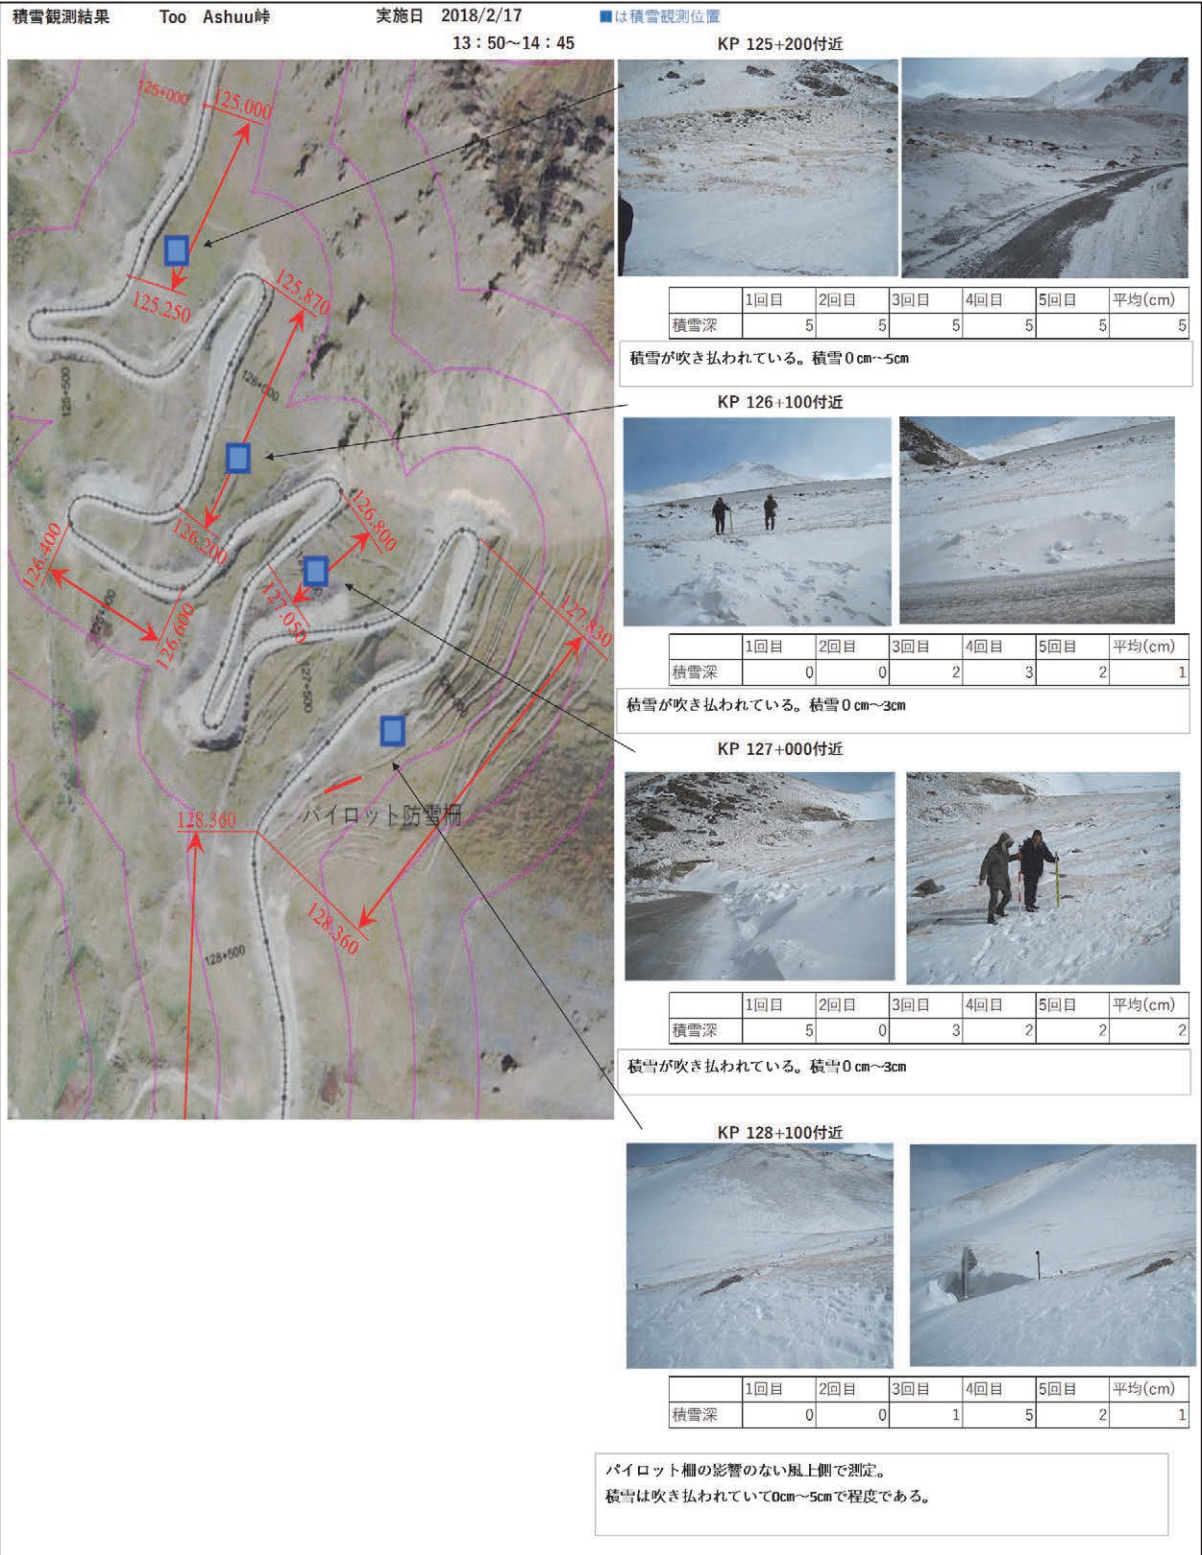 積雪観測結果 Too Ashuu峠 実施日 2018/2/17 ■は積雪観測位置
13：50～14：45
125+000
125.000
125.250
125.870
125+500
126.200
126.400
126.600
126.800
127.050
127+500
127.830
パイロット防雪柵
128.360
128.360
128+500
KP 125+200付近
1回目 2回目 3回目 4回目 5回目 平均(cm)
積雪深 5 5 5 5 5 5
積雪が吹き払われている。積雪０cm～5cm
KP 126+100付近
1回目 2回目 3回目 4回目 5回目 平均(cm)
積雪深 0 0 2 3 2 1
積雪が吹き払われている。積雪０cm～3cm
KP 127+000付近
1回目 2回目 3回目 4回目 5回目 平均(cm)
積雪深 5 0 3 2 2 2
積雪が吹き払われている。積雪０cm～3cm
KP 128+100付近
1回目 2回目 3回目 4回目 5回目 平均(cm)
積雪深 0 0 1 5 2 1
パイロット柵の影響のない風上側で測定。
積雪は吹き払われていて0cm～5cmで程度である。